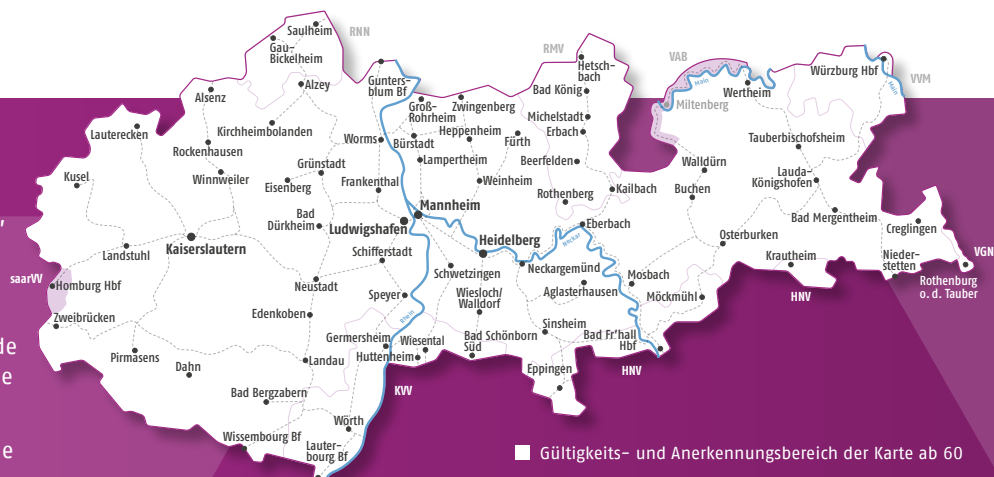 Saulheim
RNN
Gau-
Bickelheim
Alzey
Alsenz
Lauterecken
Kirchheimbolanden
Rockenhausen
Kusel
Winnweiler
Grünstadt
Eisenberg
Bad
Dürkheim
Kaiserslautern
Landstuhl
saarVV
Homburg Hbf
Zweibrücken
Pirmasens
Dahn
Neustadt
Edenkoben
Landau
Bad Bergzabern
Wissembourg Bf
Lauter-
bourg Bf
Wörth
Gunters-
blum Bf
Worms
Frankenthal
Ludwigshafen
Mannheim
Schifferstadt
Speyer
Rhein
Germersheim
Huttenheim
Wiesental
KVV
Groß-
Rohrheim
Zwingenberg
Heppenheim
Bürstadt
Lampertheim
Fürth
Weinheim
Heidelberg
Schwetzingen
Wiesloch/
Walldorf
Bad Schönborn
Süd
RMV
Hetsch-
bach
Bad König
Michelstadt
Erbach
Beerfelden
Rothenberg
Kailbach
Eberbach
Neckar
Neckargemünd
Aglasterhausen
Sinsheim
Eppingen
Bad Fr'hall
Hbf
HNV
Mosbach
Möckmühl
VAB
Main
Miltenberg
Wertheim
Würzburg Hbf
Main
VVM
Tauberbischofsheim
Walldürn
Buchen
Lauda-
Königshofen
Bad Mergentheim
Osterburken
Krautheim
HNV
Creglingen
Nieder-
stetten
VGN
Rothenburg
o. d. Tauber
,
de
e
e
Gültigkeits- und Anerkennungsbereich der Karte ab 60